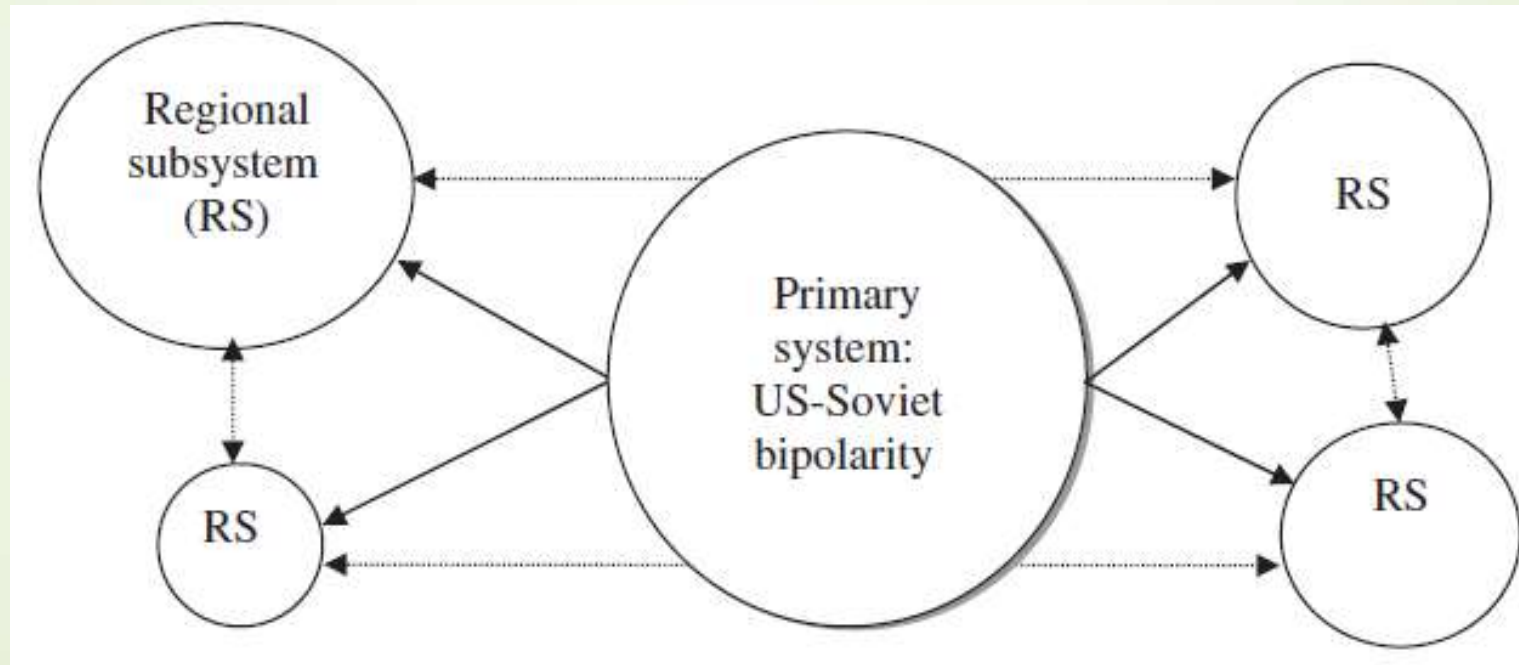 Regional
subsystem
(RS)
RS
Primary
system:
US-Soviet
bipolarity
RS
RS